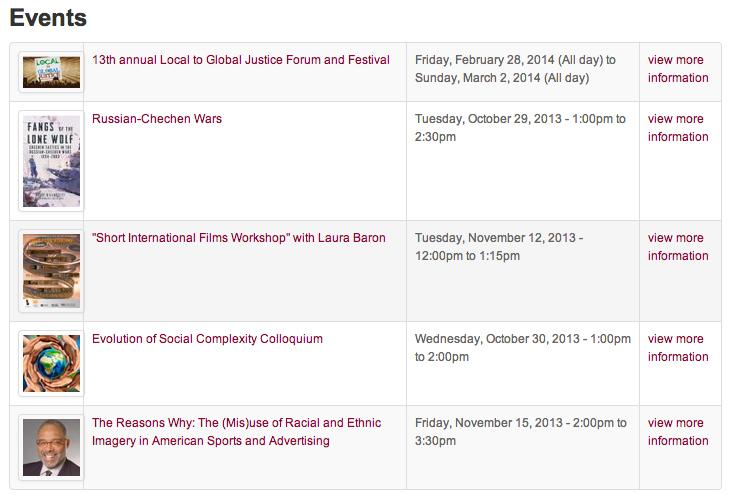 Events
13th annual Local to Global Justice Forum and Festival
Friday, February 28, 2014 (All day) to
Sunday, March 2, 2014 (All day)
view more
information
FANGS OF THE
LONE WOLF
CHECHEN TACTICS IN THE
RUSSIAN-CHECHEN WARS
1994-2009
Russian-Chechen Wars
Tuesday, October 29, 2013 - 1:00pm to
2:30pm
view more
information
"Short International Films Workshop" with Laura Baron
Tuesday, November 12, 2013 -
12:00pm to 1:15pm
view more
information
Evolution of Social Complexity Colloquium
Wednesday, October 30, 2013 - 1:00pm
to 2:00pm
view more
information
The Reasons Why: The (Mis)use of Racial and Ethnic
Imagery in American Sports and Advertising
Friday, November 15, 2013 - 2:00pm to
3:30pm
view more
information